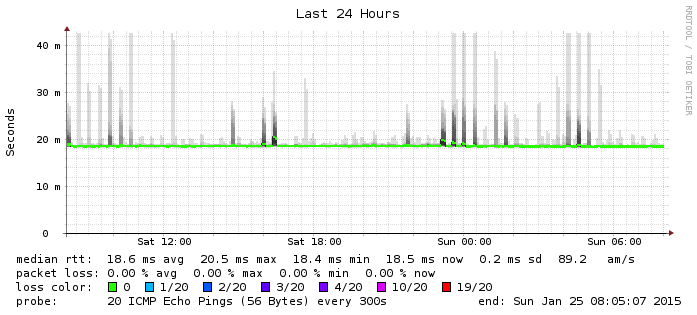 Last 24 Hours
RRDTOOL / TOBI OETIKER
Seconds
40 m
30 m
20 m
10 m
0
Sat 12:00 Sat 18:00 Sun 00:00 Sun 06:00
median rtt: 18.6 ms avg 20.5 ms max 18.4 ms min 18.5 ms now 0.2 ms sd 89.2 am/s
packet loss: 0.00 % avg 0.00 % max 0.00 % min 0.00 % now
loss color: 0 1/20 2/20 3/20 4/20 10/20 19/20
probe: 20 ICMP Echo Pings (56 Bytes) every 300s end: Sun Jan 25 08:05:07 2015